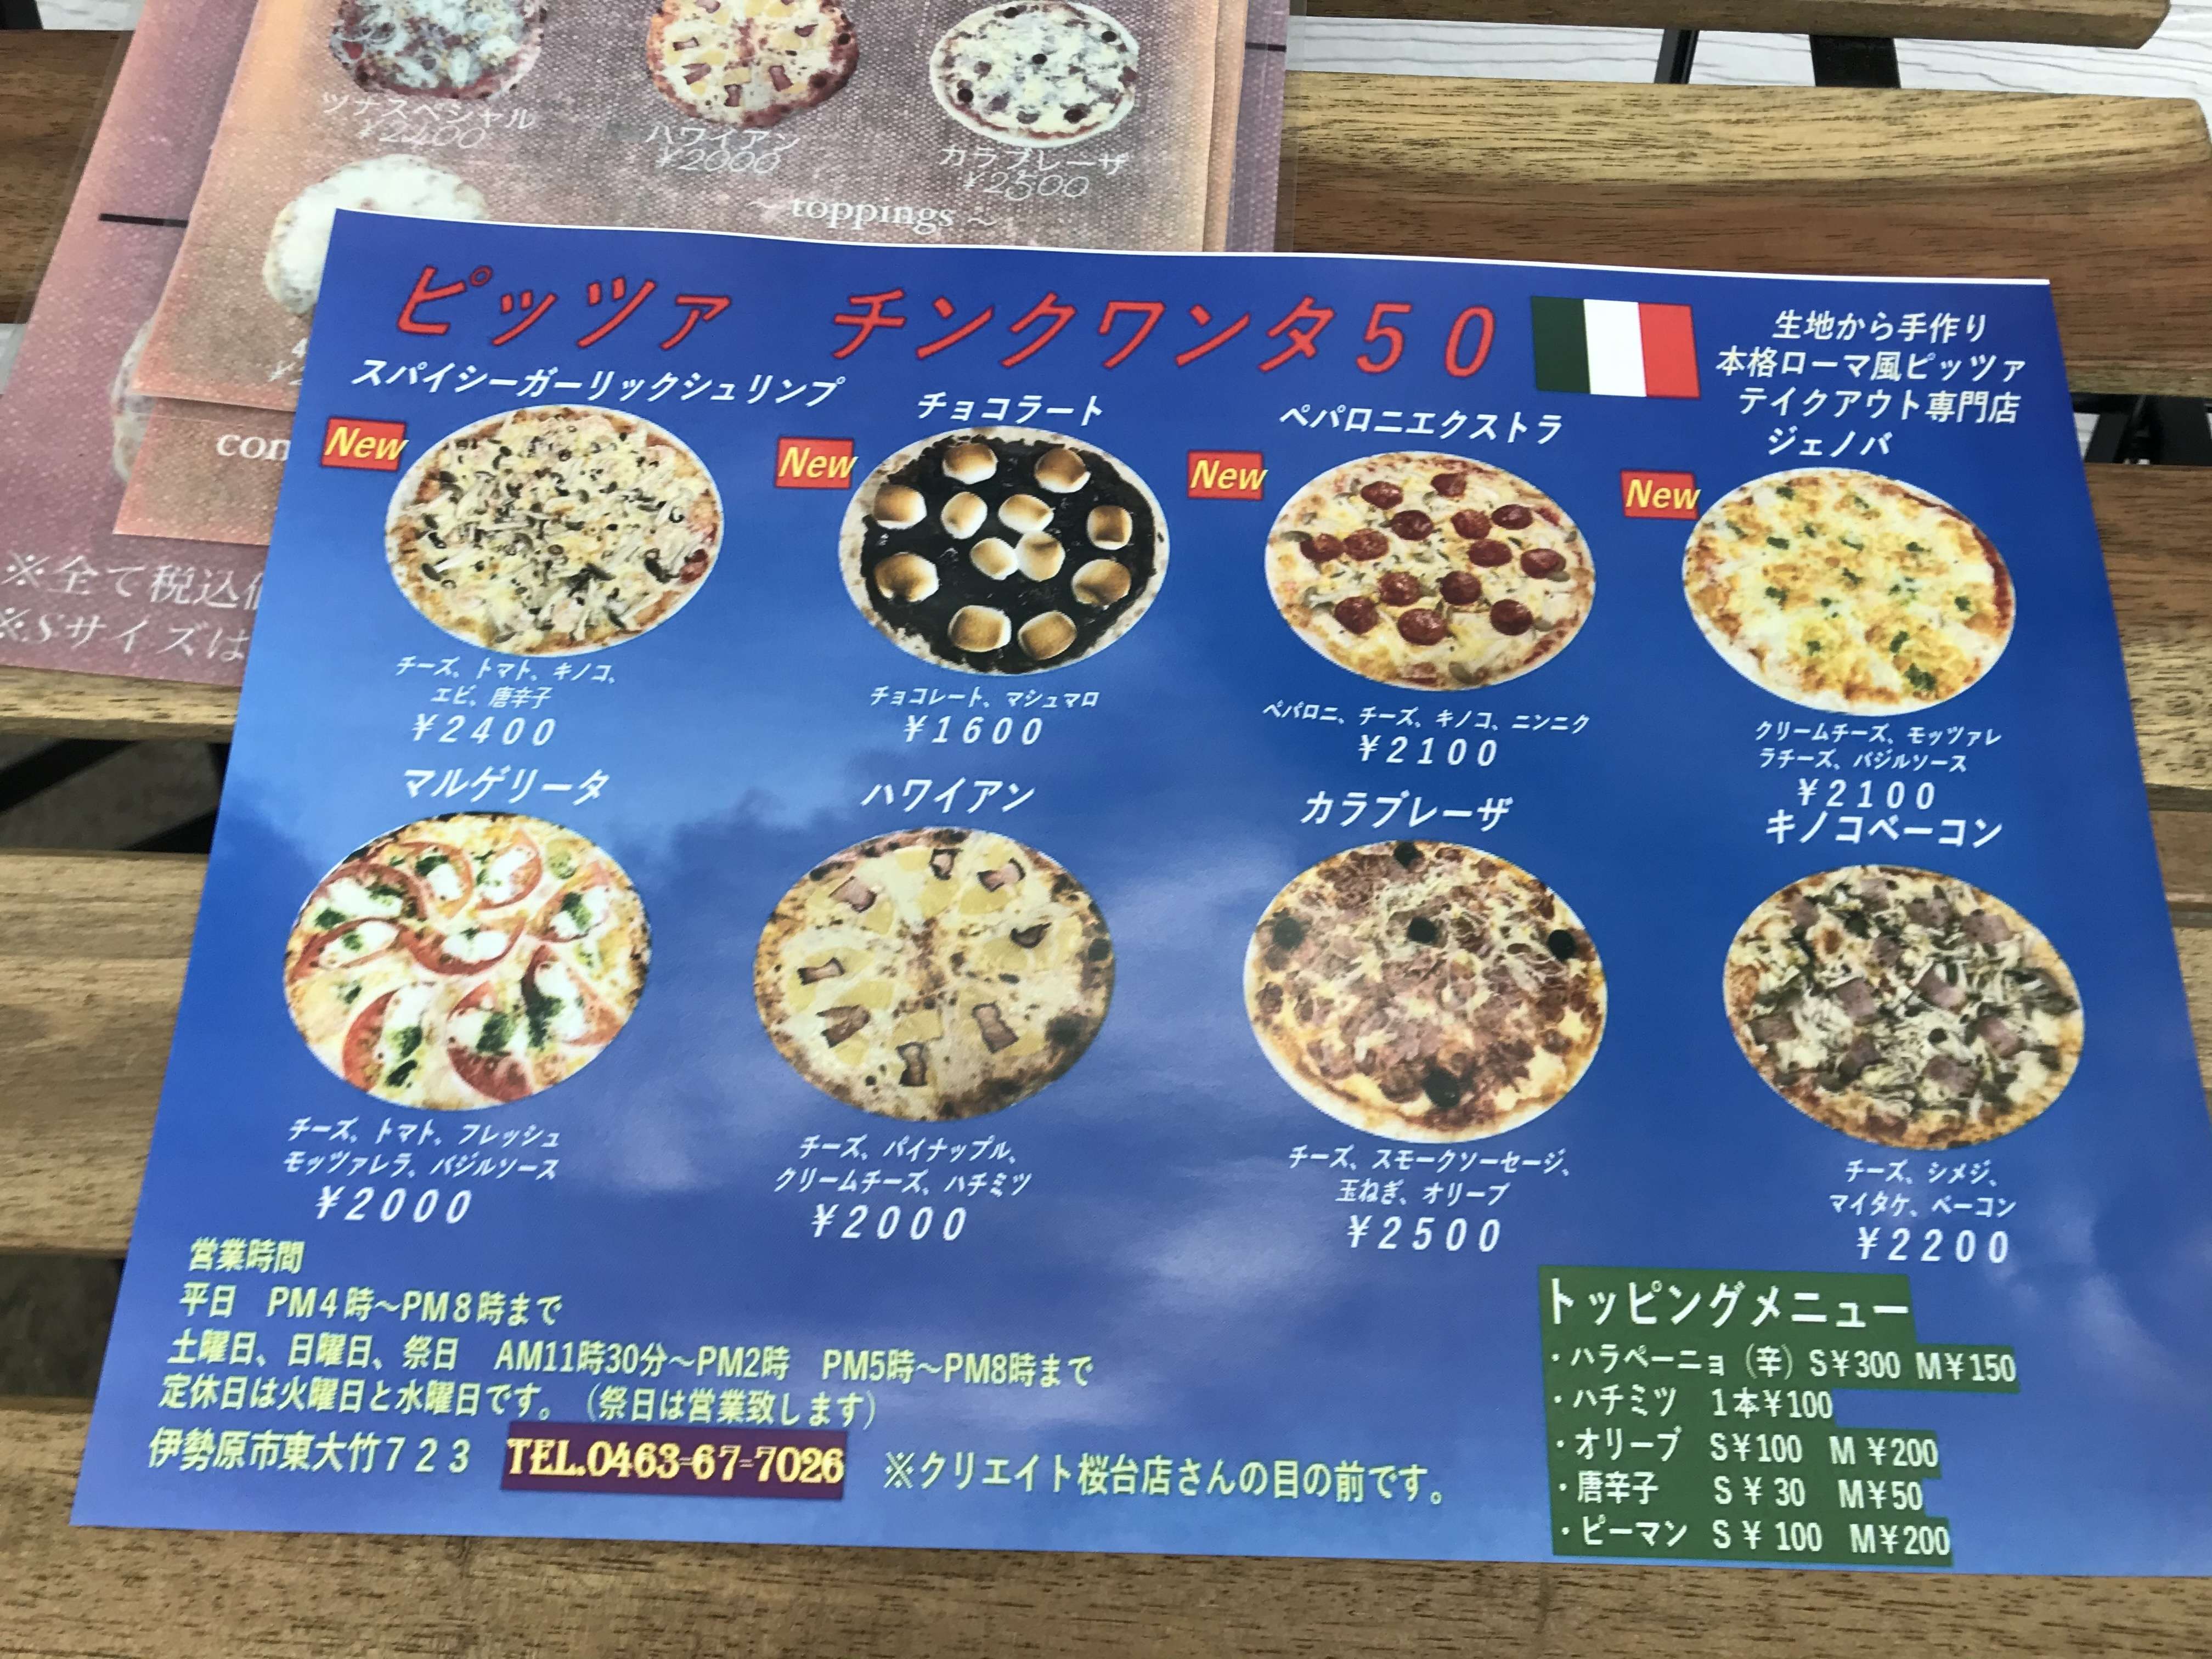 ツナスペシャル
¥2400
ハワイアン
¥2000
カラブレーザ
¥2500
~ toppings ~
con
※全て税込
※Sサイズは
ピッツァ チンクワンタ50
生地から手作り
本格ローマ風ピッツァ
テイクアウト専門店
スパイシーガーリックシュリンプ
New
チーズ、トマト、キノコ、
エビ、唐辛子
¥2400
チョコラート
New
チョコレート、マシュマロ
¥1600
ペパロニエクストラ
New
ペパロニ、チーズ、キノコ、ニンニク
¥2100
ジェノバ
New
クリームチーズ、モッツァレ
ラチーズ、バジルソース
¥2100
マルゲリータ
チーズ、トマト、フレッシュ
モッツァレラ、バジルソース
¥2000
ハワイアン
チーズ、パイナップル、
クリームチーズ、ハチミツ
¥2000
カラブレーザ
チーズ、スモークソーセージ、
玉ねぎ、オリーブ
¥2500
キノコベーコン
チーズ、シメジ、
マイタケ、ベーコン
¥2200
営業時間
平日 PM4時～PM8時まで
土曜日、日曜日、祭日 AM11時30分～PM2時 PM5時～PM8時まで
定休日は火曜日と水曜日です。（祭日は営業致します）
伊勢原市東大竹723 TEL.0463-67-7026 ※クリエイト桜台店さんの目の前です。
トッピングメニュー
・ハラペーニョ（辛）S¥300 M¥150
・ハチミツ 1本¥100
・オリーブ S¥100 M ¥200
・唐辛子 S ¥ 30 M¥50
・ピーマン S ¥ 100 M¥200